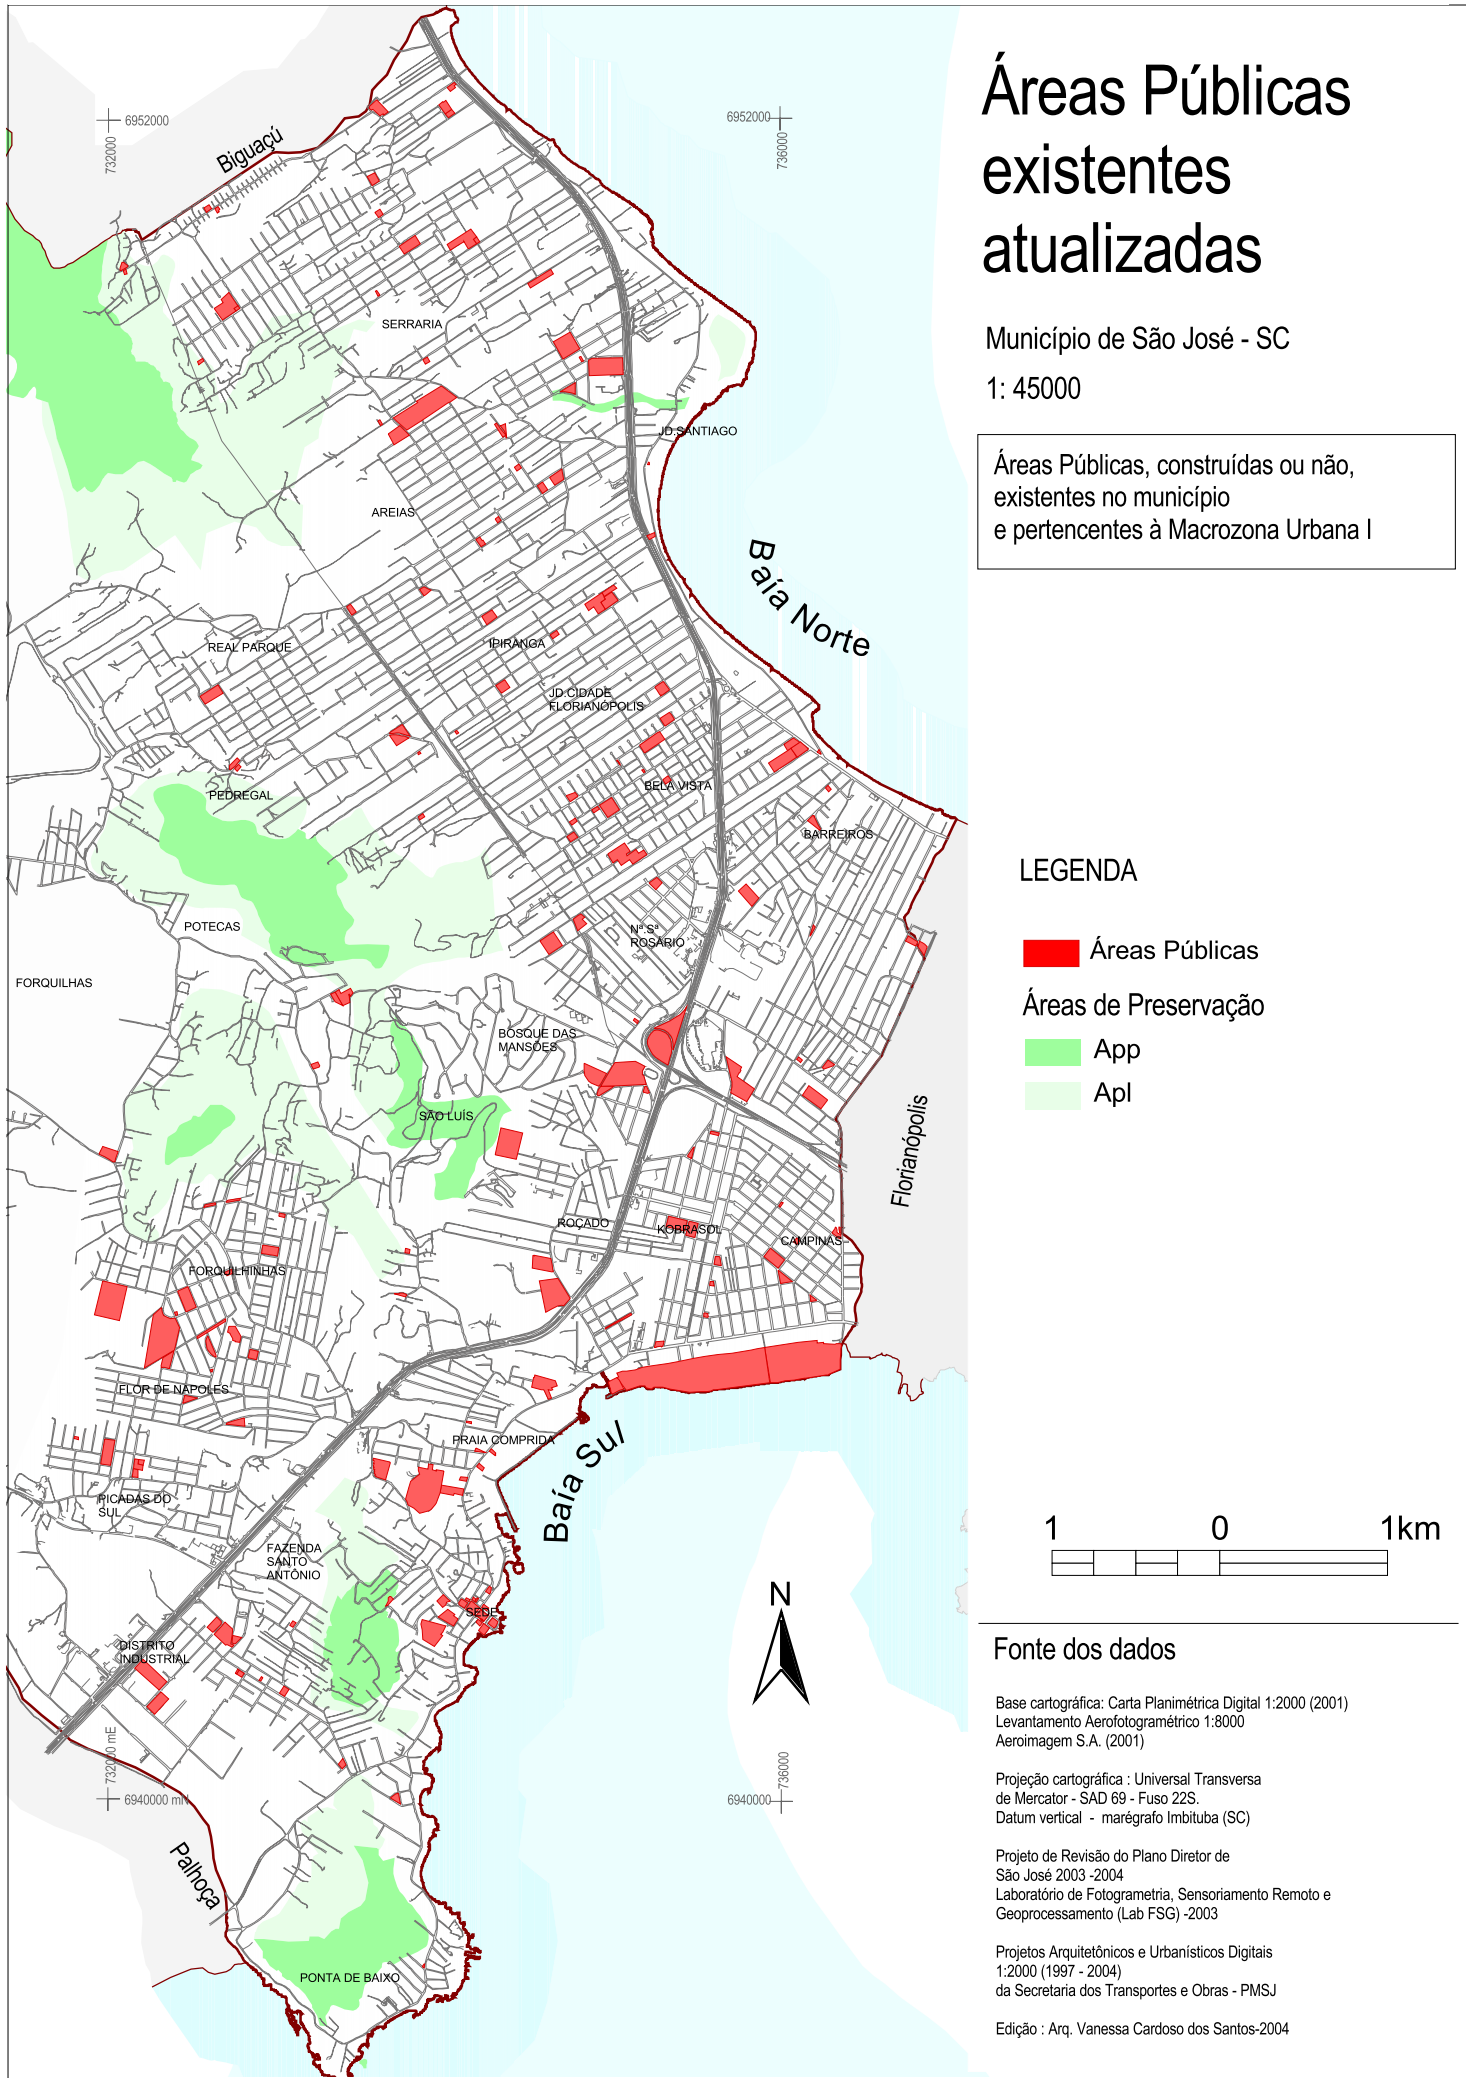 Áreas Públicas
existentes
atualizadas
Município de São José - SC
1: 45000
Áreas Públicas, construídas ou não,
existentes no município
e pertencentes à Macrozona Urbana I
LEGENDA
Áreas Públicas
Áreas de Preservação
App
Apl
1 0 1km
Fonte dos dados
Base cartográfica: Carta Planimétrica Digital 1:2000 (2001)
Levantamento Aerofotogramétrico 1:8000
Aeroimagem S.A. (2001)
Projeção cartográfica : Universal Transversa
de Mercator - SAD 69 - Fuso 22S.
Datum vertical - marégrafo Imbituba (SC)
Projeto de Revisão do Plano Diretor de
São José 2003 -2004
Laboratório de Fotogrametria, Sensoriamento Remoto e
Geoprocessamento (Lab FSG) -2003
Projetos Arquitetônicos e Urbanísticos Digitais
1:2000 (1997 - 2004)
da Secretaria dos Transportes e Obras - PMSJ
Edição : Arq. Vanessa Cardoso dos Santos-2004
6952000
732000
6952000
736000
Biguaçú
SERRARIA
JD.SANTIAGO
AREIAS
Baía Norte
REAL PARQUE
IPIRANGA
JD.CIDADE
FLORIANÓPOLIS
BELA VISTA
PEDREGAL
BARREIROS
POTECAS
Nª.Sª
ROSÁRIO
FORQUILHAS
BOSQUE DAS
MANSÕES
SÃO LUÍS
Florianópolis
ROÇADO
KOBRASOL
CAMPINAS
FORQUILHINHAS
FLOR DE NAPOLES
PRAIA COMPRIDA
Baía Sul
PICADAS DO
SUL
FAZENDA
SANTO
ANTÔNIO
N
SEDE
DISTRITO
INDUSTRIAL
732000 mE
6940000 mN
736000
6940000
Palhoça
PONTA DE BAIXO